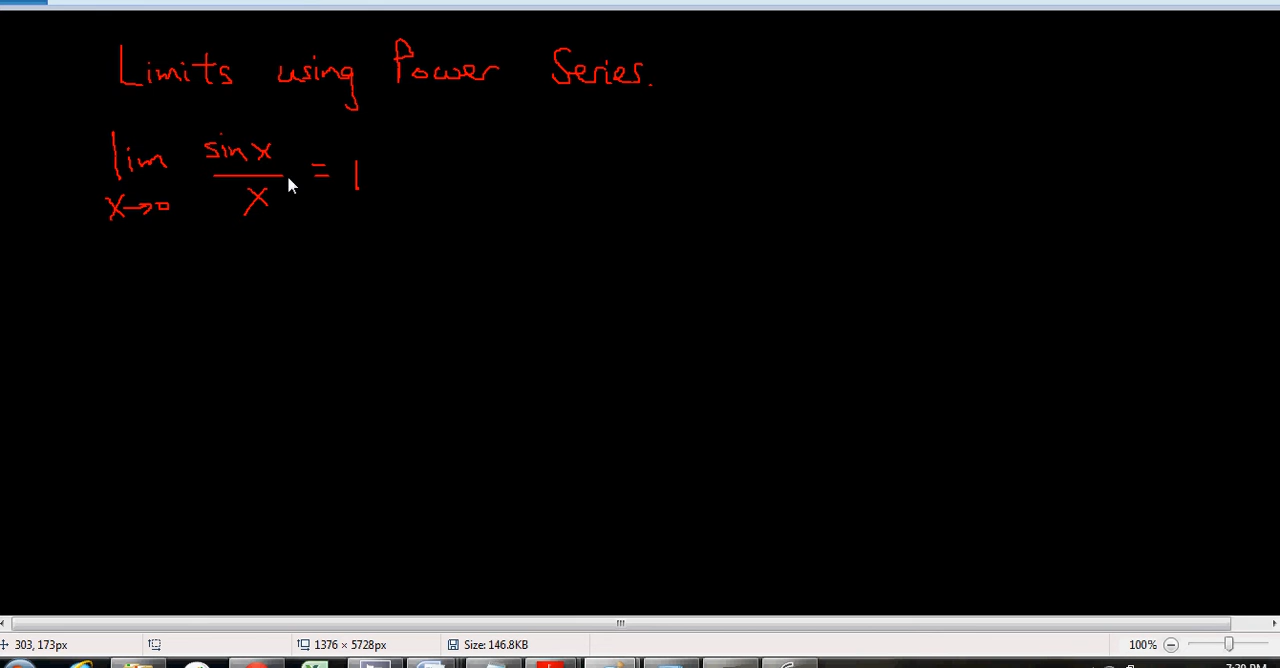 Limits using Power Series.
lim sin x = 1
x→0 x
303, 173px 1376 × 5728px Size: 146.8KB 100%